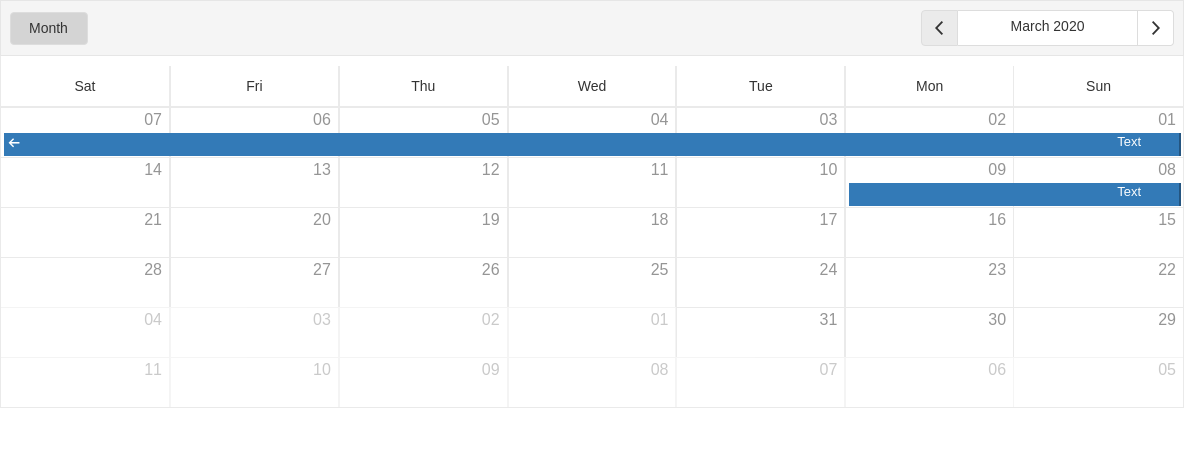 Month
March 2020
Sat Fri Thu Wed Tue Mon Sun
07 06 05 04 03 02 01
Text
14 13 12 11 10 09 08
Text
21 20 19 18 17 16 15
28 27 26 25 24 23 22
04 03 02 01 31 30 29
11 10 09 08 07 06 05